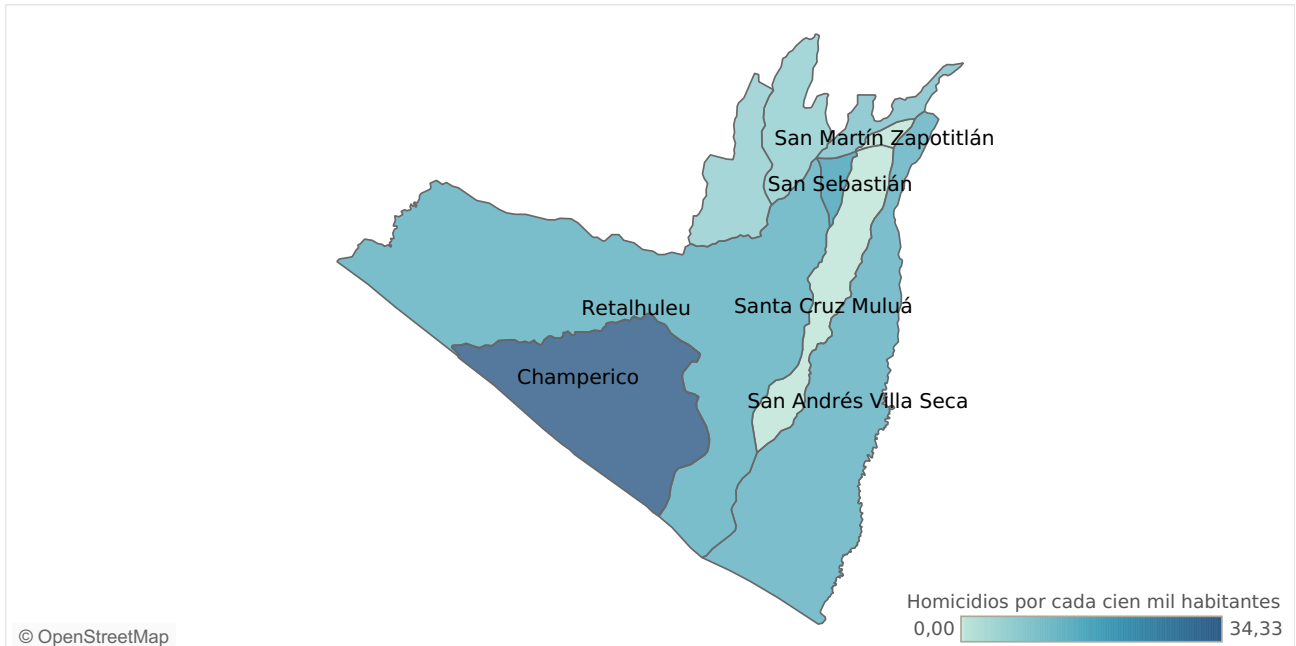 San Martín Zapotitlán
San Sebastián
Retalhuleu
Santa Cruz Muluá
Champerico
San Andrés Villa Seca
Homicidios por cada cien mil habitantes
0,00
34,33
© OpenStreetMap